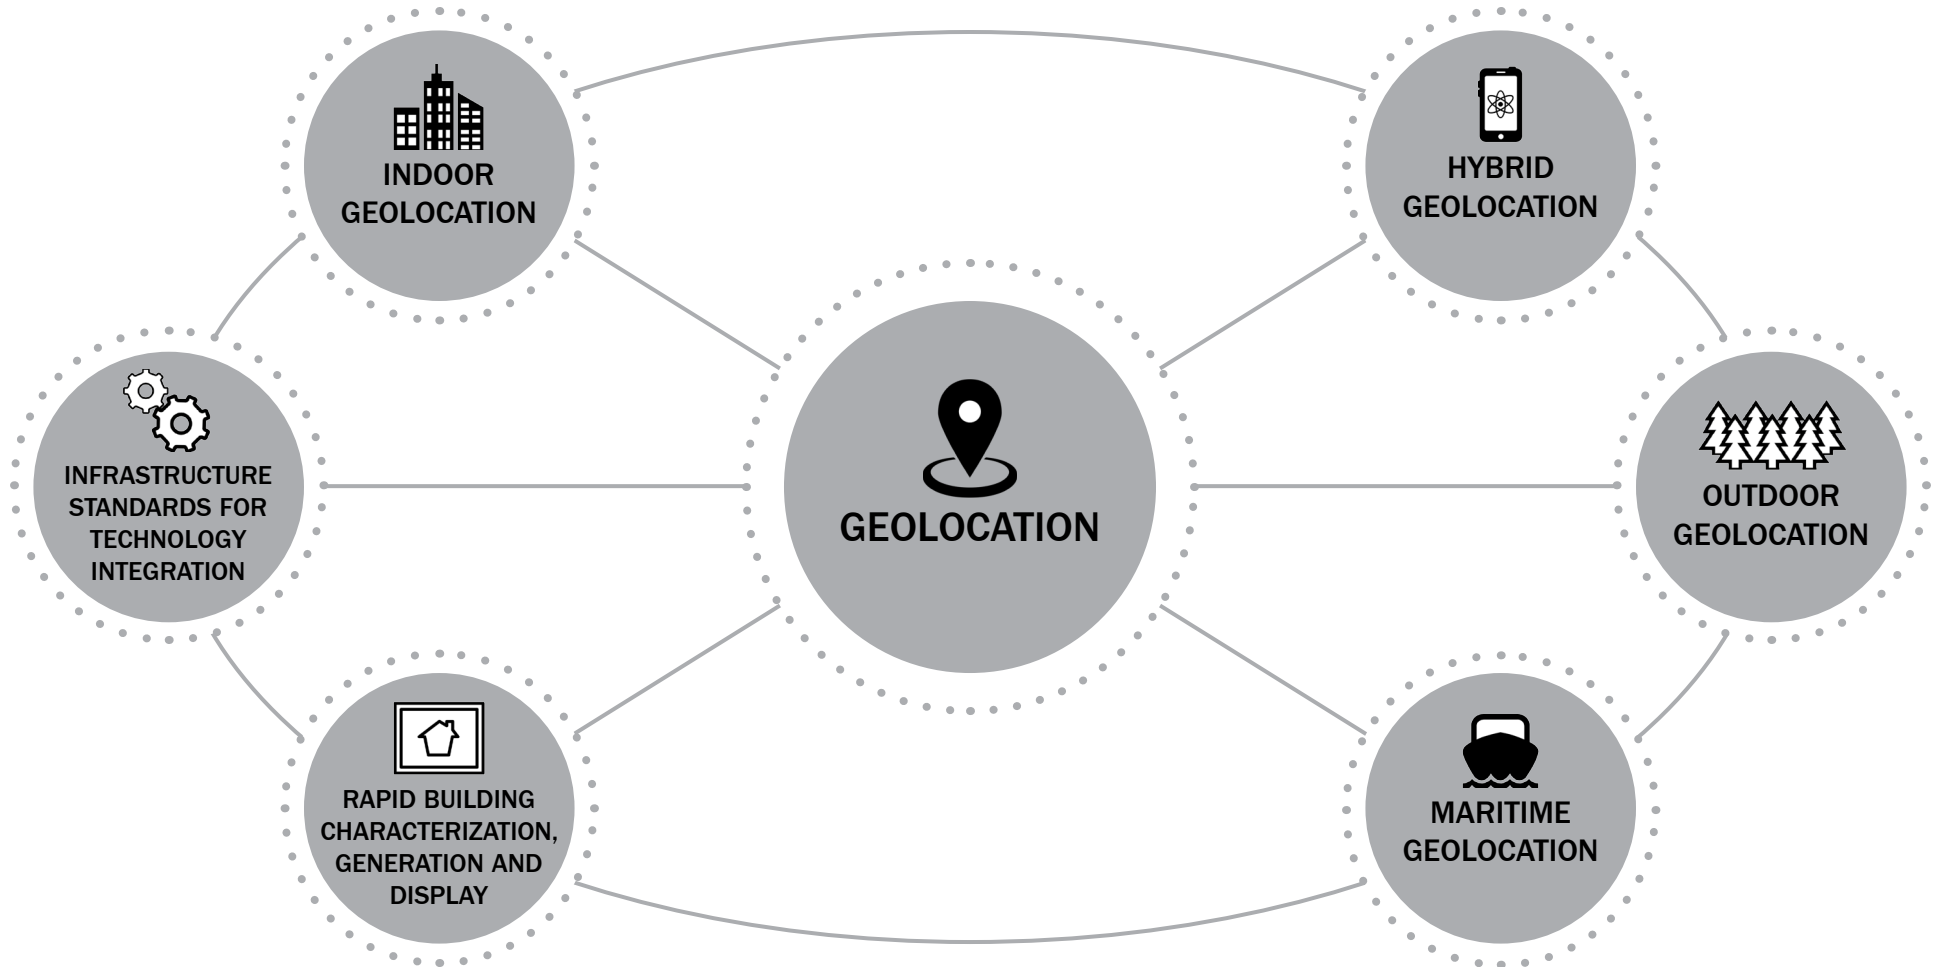 INDOOR
GEOLOCATION
HYBRID
GEOLOCATION
INFRASTRUCTURE
STANDARDS FOR
TECHNOLOGY
INTEGRATION
GEOLOCATION
OUTDOOR
GEOLOCATION
RAPID BUILDING
CHARACTERIZATION,
GENERATION AND
DISPLAY
MARITIME
GEOLOCATION